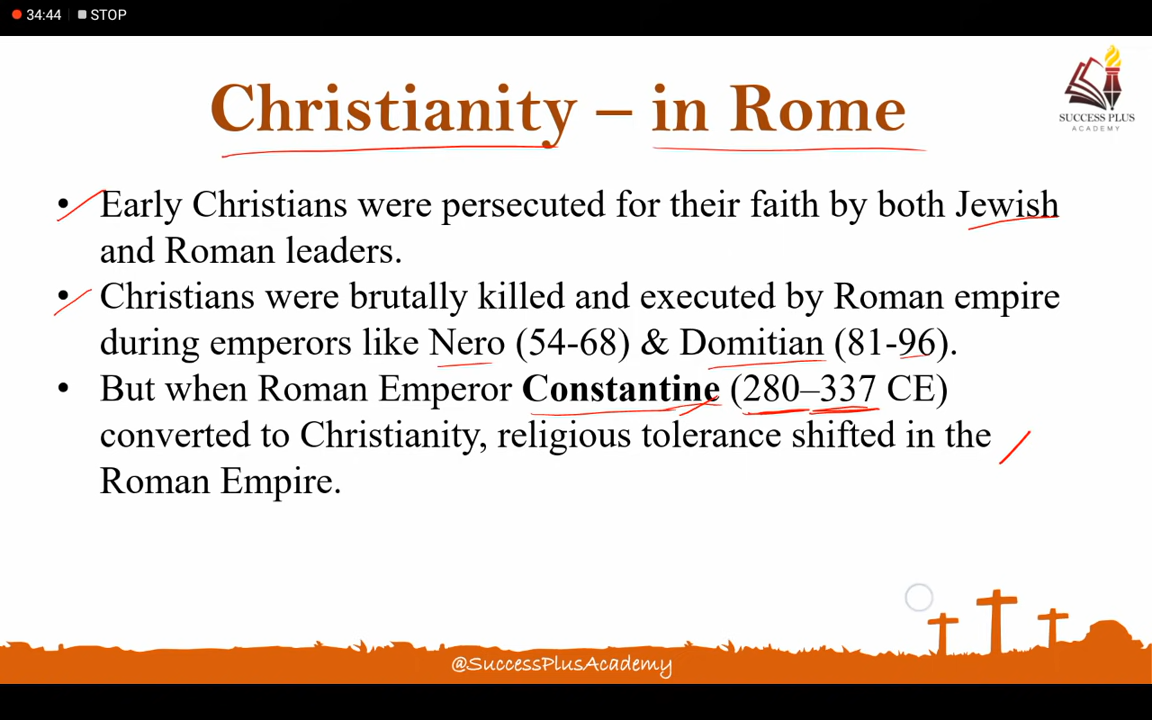 34:44 STOP
Christianity – in Rome
SUCCESS PLUS
ACADEMY
• Early Christians were persecuted for their faith by both Jewish
and Roman leaders.
• Christians were brutally killed and executed by Roman empire
during emperors like Nero (54-68) & Domitian (81-96).
• But when Roman Emperor Constantine (280–337 CE)
converted to Christianity, religious tolerance shifted in the
Roman Empire.
@SuccessPlusAcademy